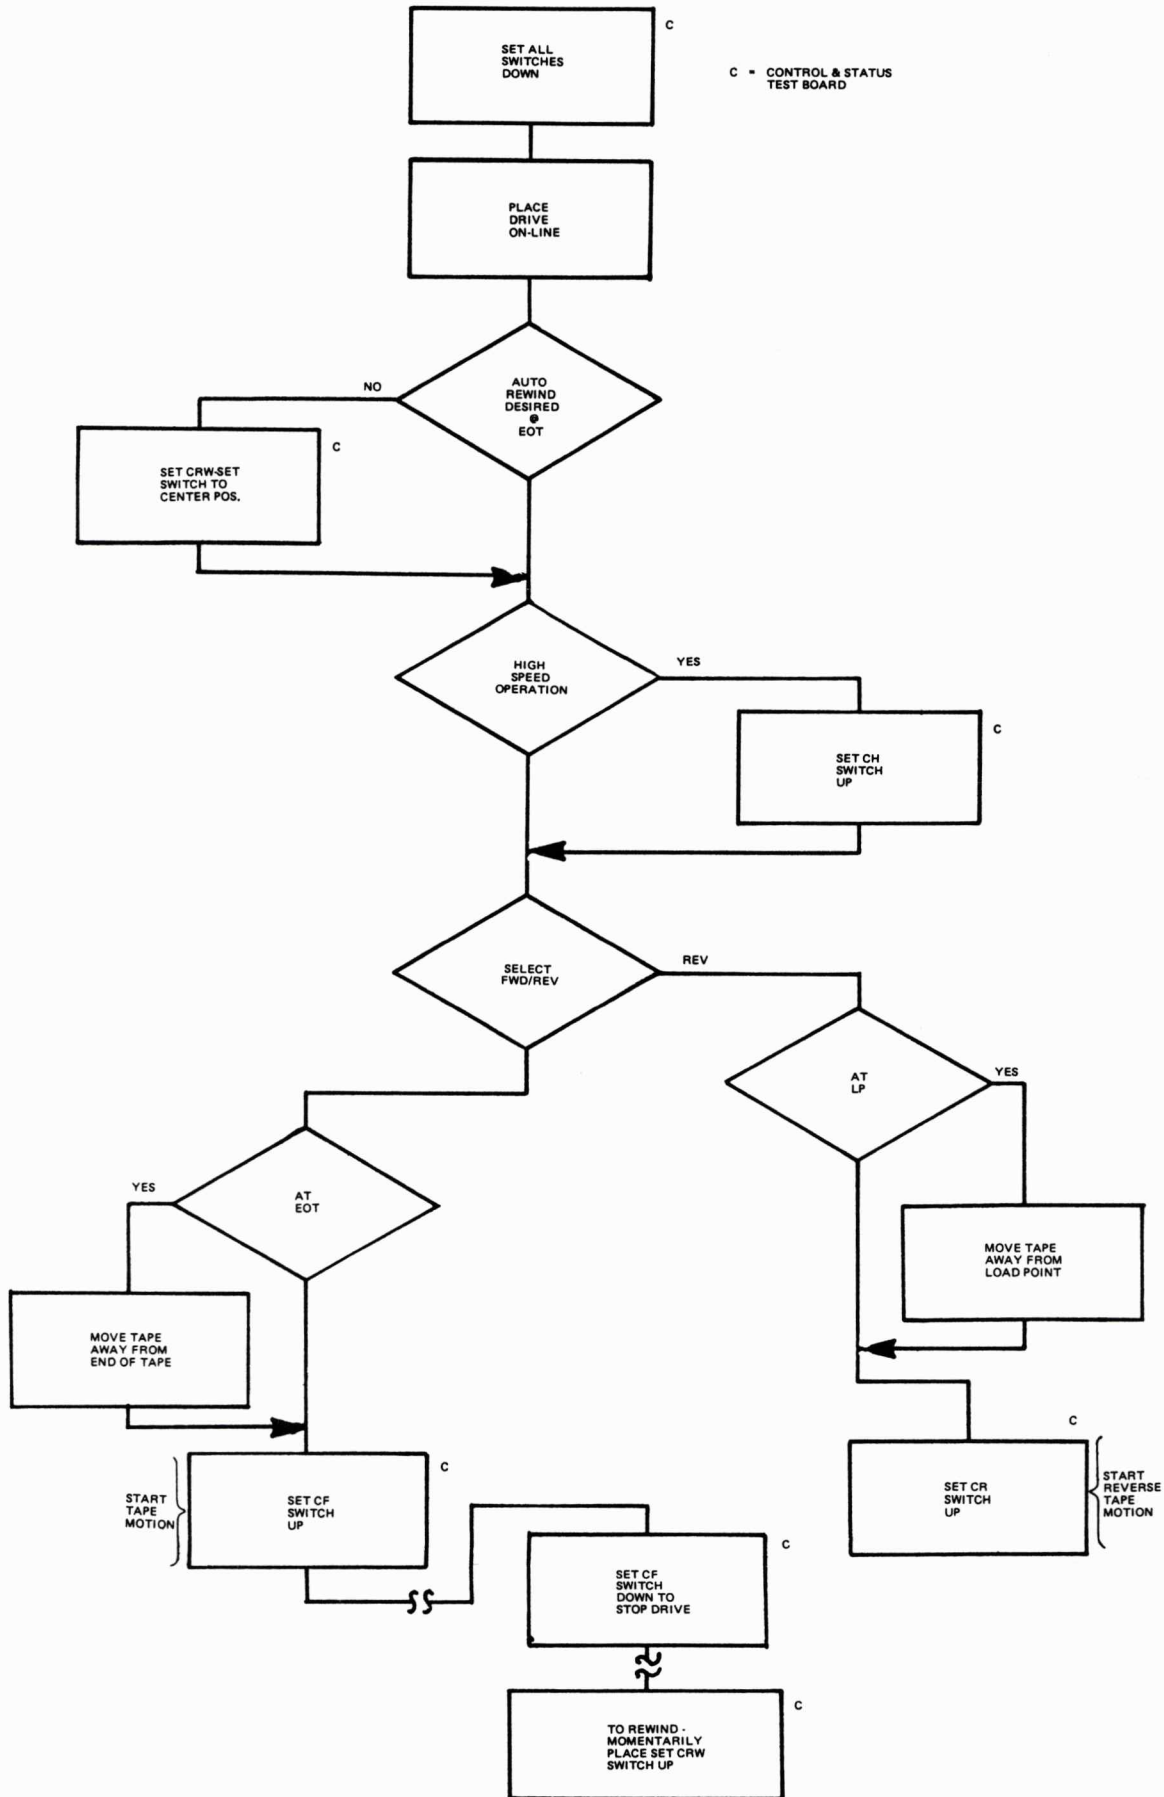 C
SET ALL
SWITCHES
DOWN
C = CONTROL & STATUS
TEST BOARD
PLACE
DRIVE
ON-LINE
NO
AUTO
REWIND
DESIRED
@
EOT
C
SET CRW-SET
SWITCH TO
CENTER POS.
HIGH
SPEED
OPERATION
YES
C
SET CH
SWITCH
UP
SELECT
FWD/REV
REV
AT
LP
YES
YES
AT
EOT
MOVE TAPE
AWAY FROM
LOAD POINT
MOVE TAPE
AWAY FROM
END OF TAPE
C
START
TAPE
MOTION
SET CF
SWITCH
UP
C
SET CR
SWITCH
UP
START
REVERSE
TAPE
MOTION
C
SET CF
SWITCH
DOWN TO
STOP DRIVE
C
TO REWIND -
MOMENTARILY
PLACE SET CRW
SWITCH UP